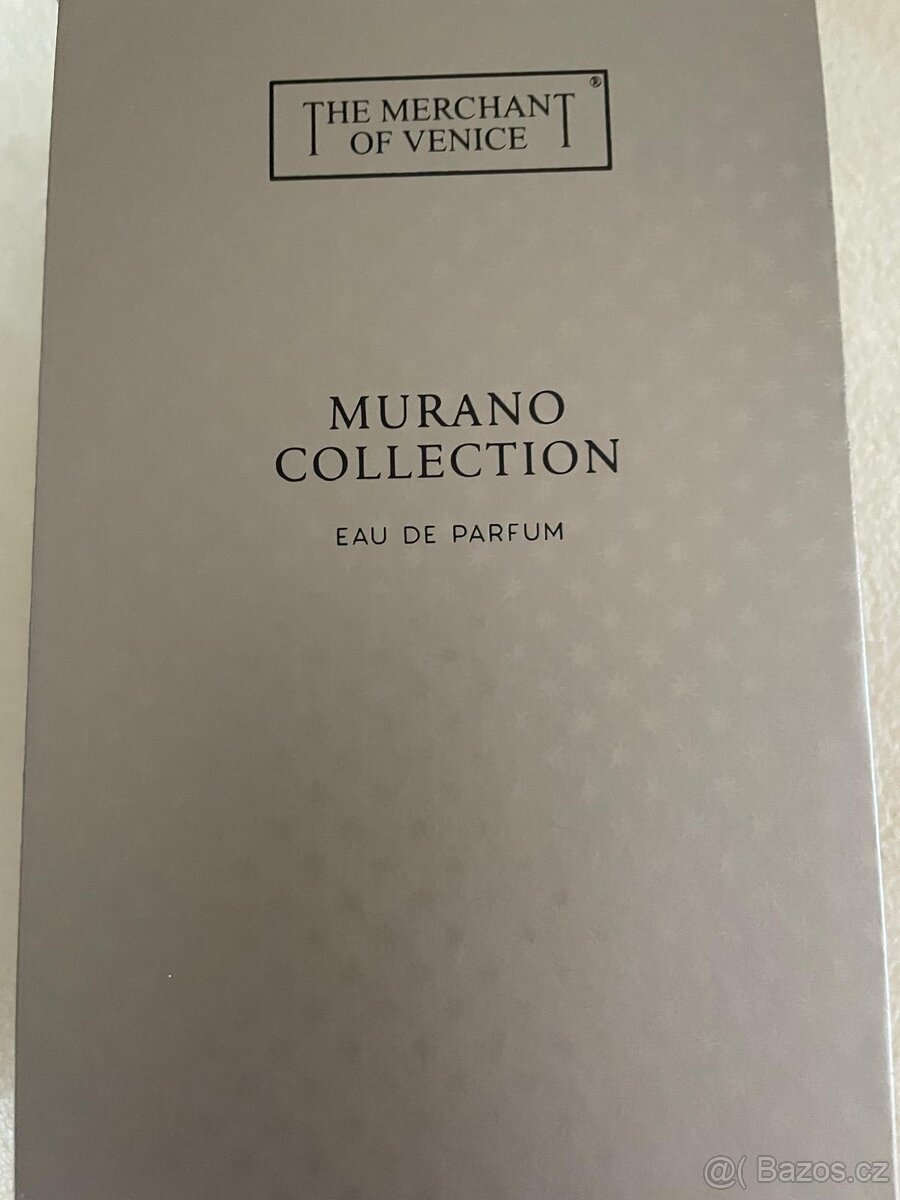 THE MERCHANT ®
OF VENICE
MURANO
COLLECTION
EAU DE PARFUM
@( Bazos.cz